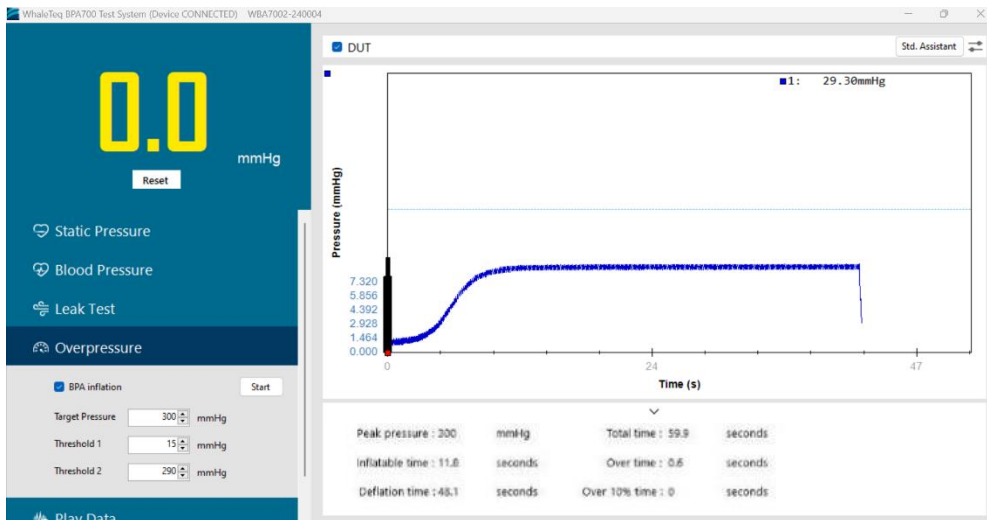 WhaleTeq BPA700 Test System (Device CONNECTED) WBA7002-240004
0.0 mmHg
Reset
Static Pressure
Blood Pressure
Leak Test
Overpressure
BPA inflation Start
Target Pressure 300 mmHg
Threshold 1 15 mmHg
Threshold 2 290 mmHg
Play Data
DUT Std. Assistant
1: 29.30mmHg
Pressure (mmHg)
7.320
5.856
4.392
2.928
1.464
0.000
0 24 47
Time (s)
Peak pressure : 300 mmHg Total time : 59.9 seconds
Inflatable time : 11.8 seconds Over time : 0.6 seconds
Deflation time : 48.1 seconds Over 10% time : 0 seconds